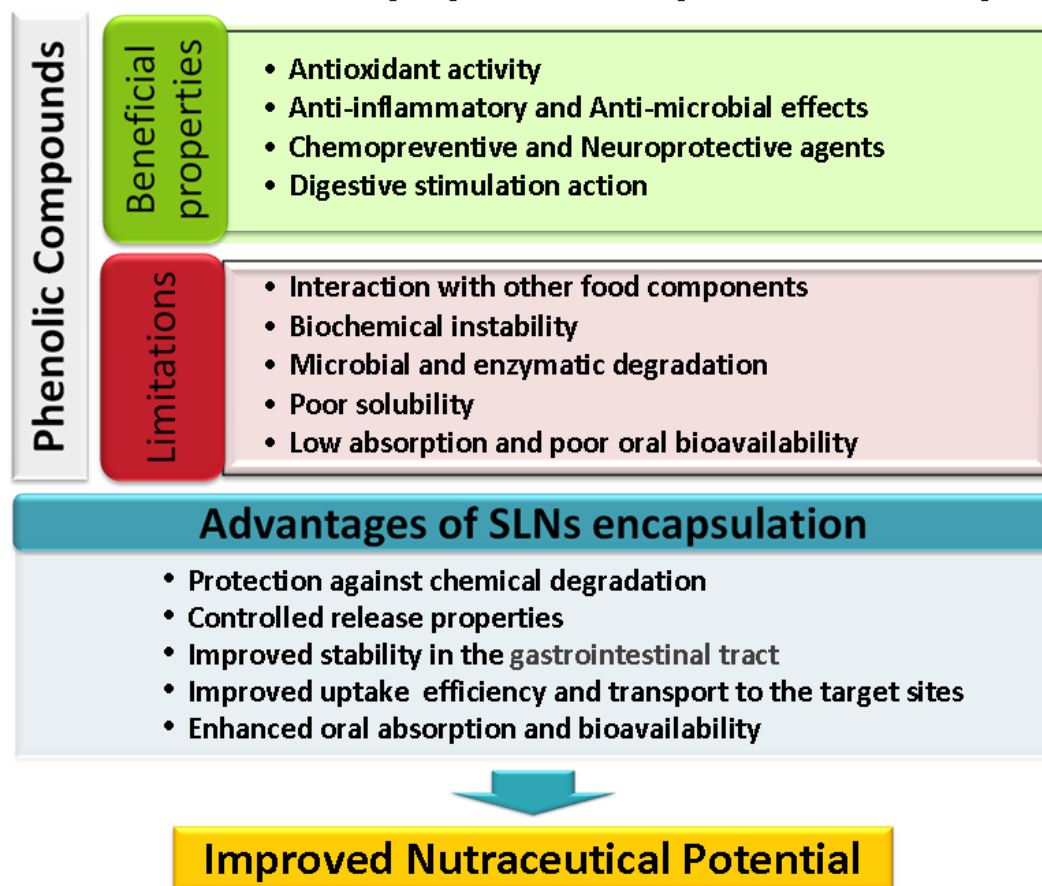 Phenolic Compounds
Beneficial
properties
• Antioxidant activity
• Anti-inflammatory and Anti-microbial effects
• Chemopreventive and Neuroprotective agents
• Digestive stimulation action
Limitations
• Interaction with other food components
• Biochemical instability
• Microbial and enzymatic degradation
• Poor solubility
• Low absorption and poor oral bioavailability
Advantages of SLNs encapsulation
• Protection against chemical degradation
• Controlled release properties
• Improved stability in the gastrointestinal tract
• Improved uptake efficiency and transport to the target sites
• Enhanced oral absorption and bioavailability
Improved Nutraceutical Potential